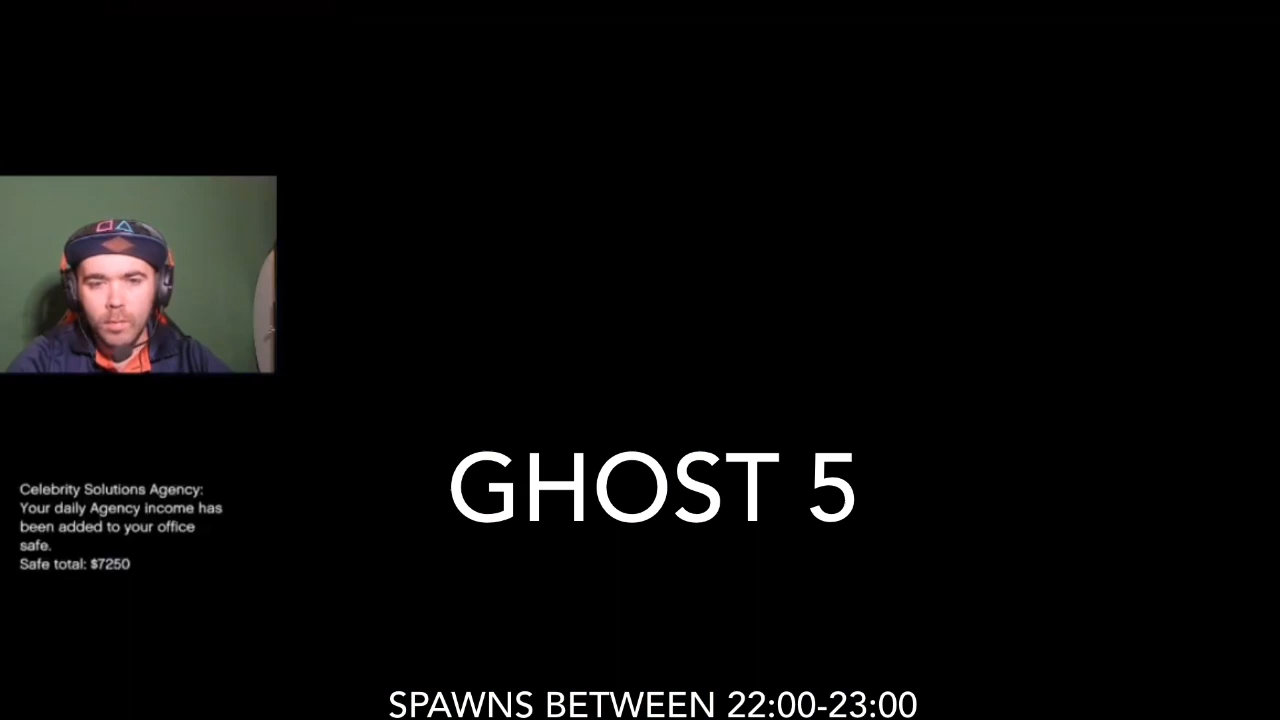 Celebrity Solutions Agency:
Your daily Agency income has
been added to your office
safe.
Safe total: $7250
GHOST 5
SPAWNS BETWEEN 22:00-23:00